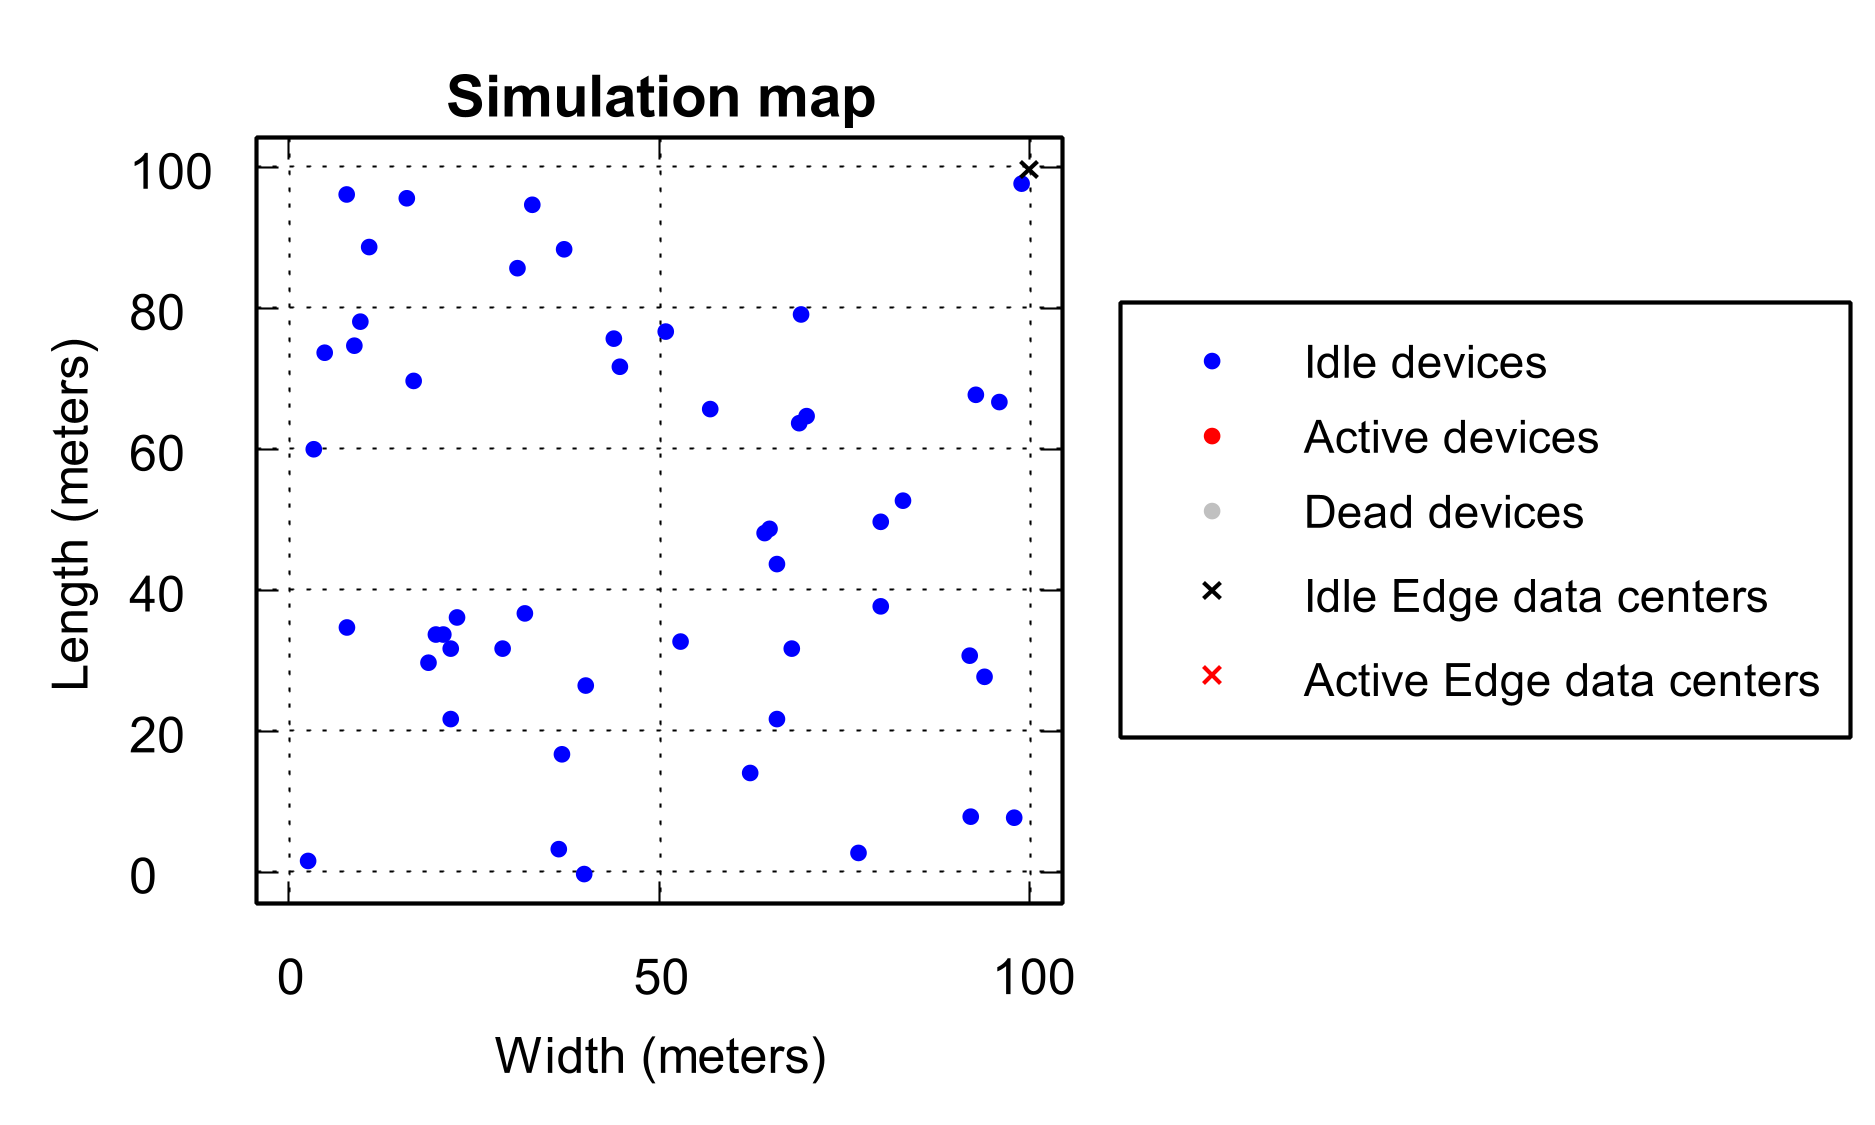 Simulation map
100
80
60
40
20
0
Length (meters)
0 50 100
Width (meters)
Idle devices
Active devices
Dead devices
Idle Edge data centers
Active Edge data centers